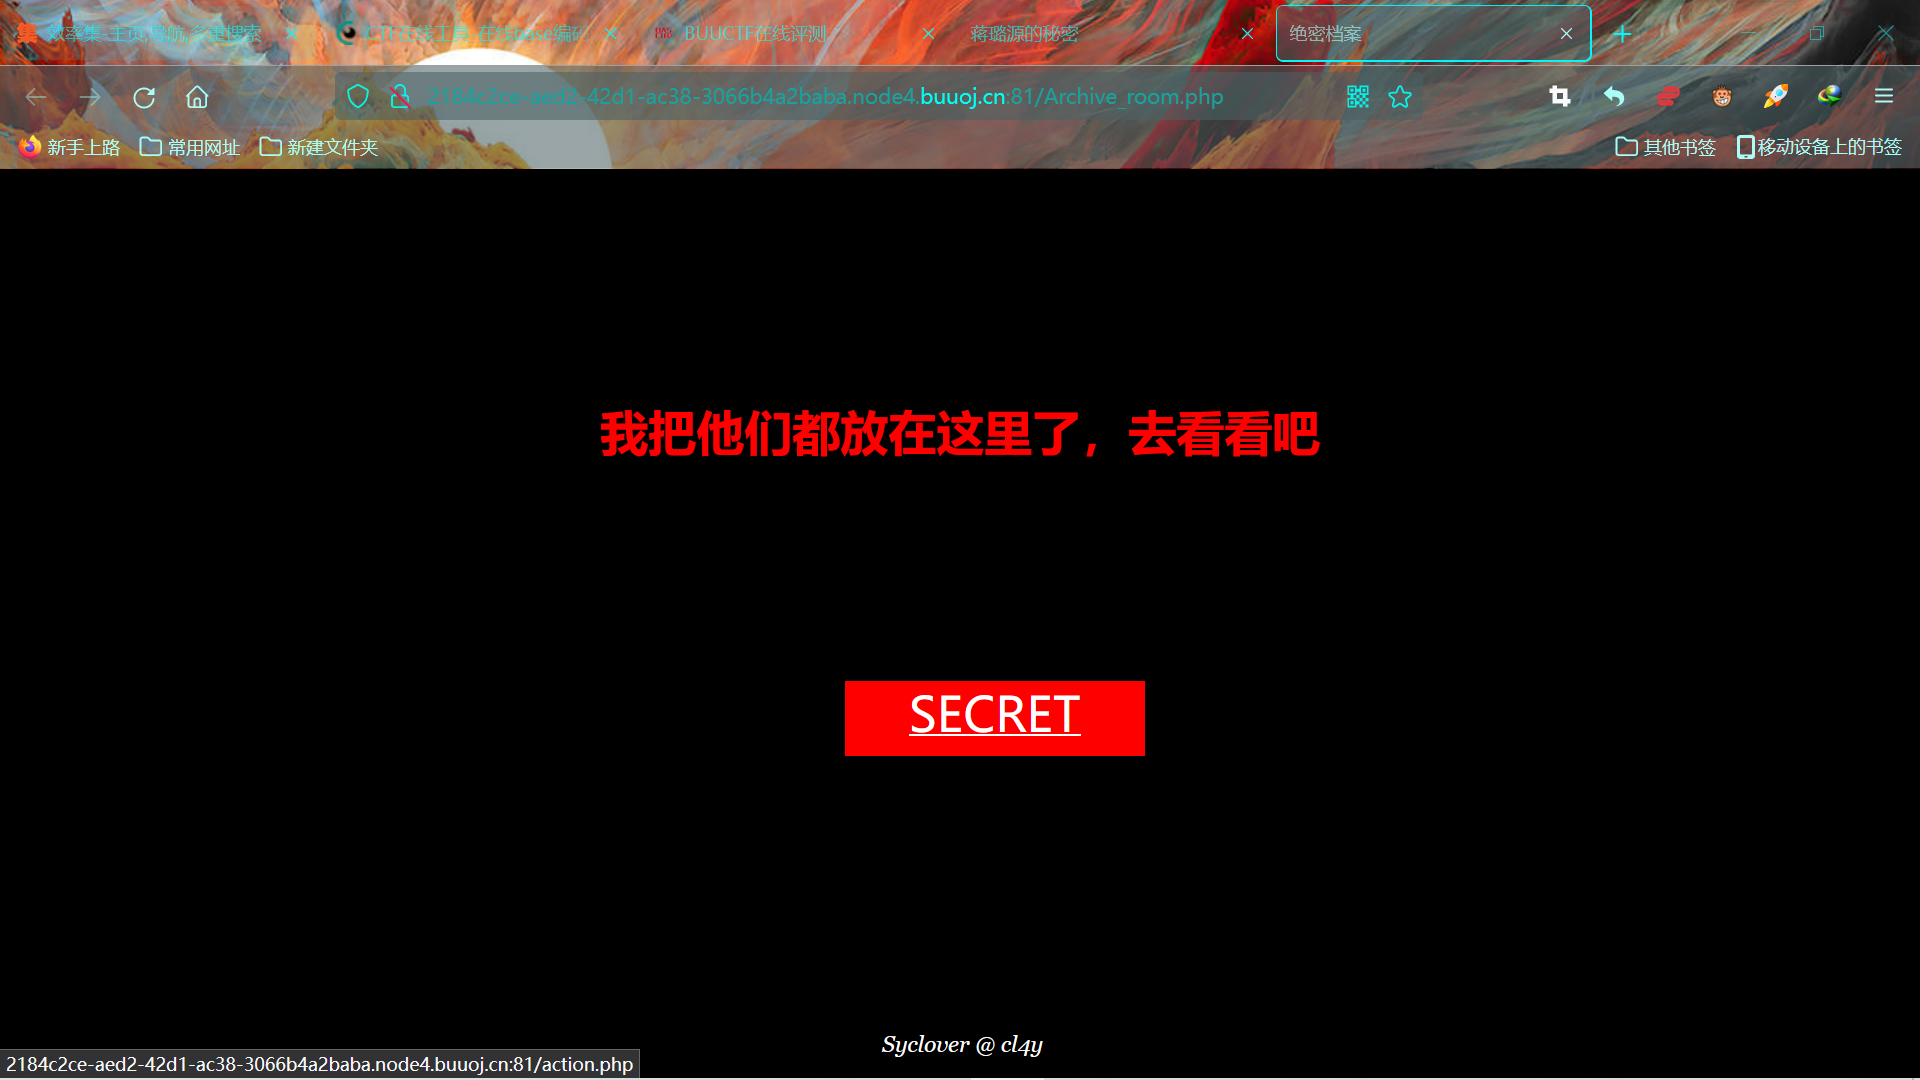 效率集-主页,导航,多重搜索
CTF在线工具-在线base编码
BUUCTF在线评测
蒋璐源的秘密
绝密档案
2184c2ce-aed2-42d1-ac38-3066b4a2baba.node4.buuoj.cn:81/Archive_room.php
新手上路
常用网址
新建文件夹
其他书签
移动设备上的书签
我把他们都放在这里了，去看看吧
SECRET
Syclover @ cl4y
2184c2ce-aed2-42d1-ac38-3066b4a2baba.node4.buuoj.cn:81/action.php